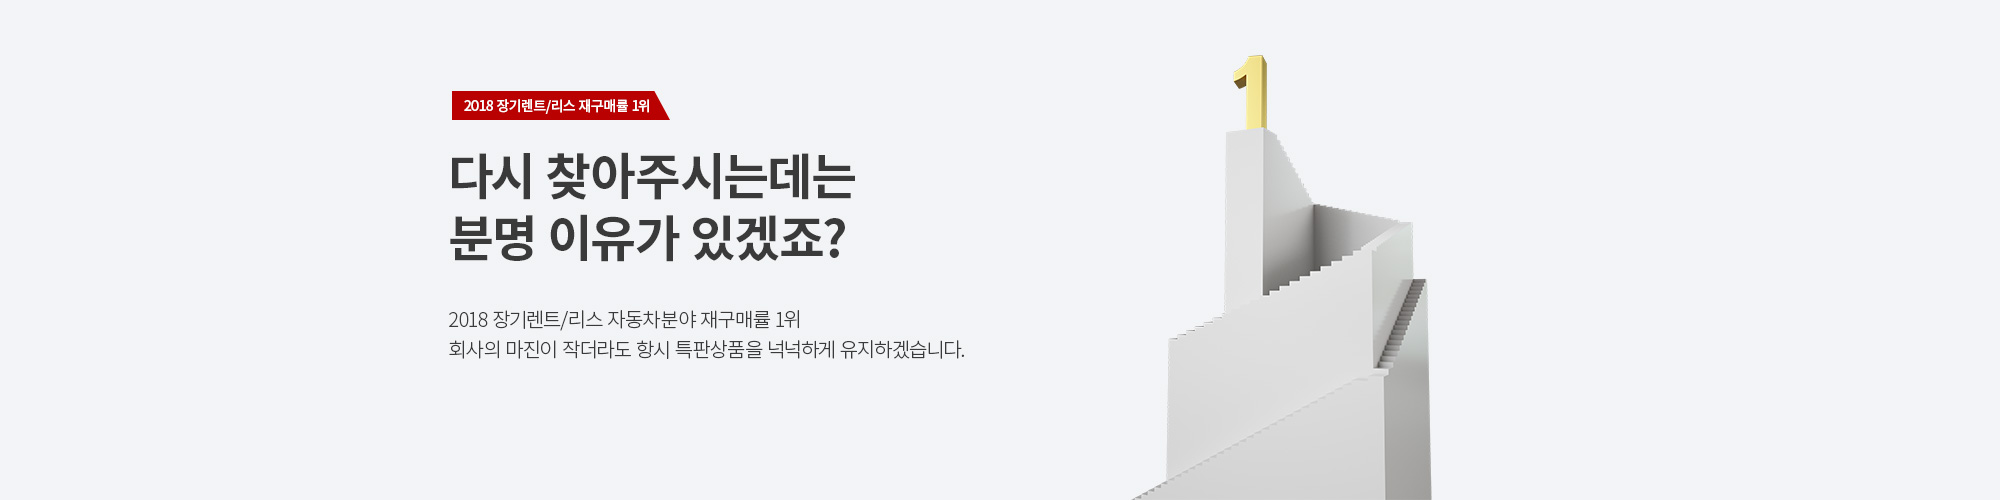 2018 장기렌트/리스 재구매률 1위
1
다시 찾아주시는데는
분명 이유가 있겠죠?
2018 장기렌트/리스 자동차분야 재구매률 1위
회사의 마진이 작더라도 항시 특판상품을 넉넉하게 유지하겠습니다.